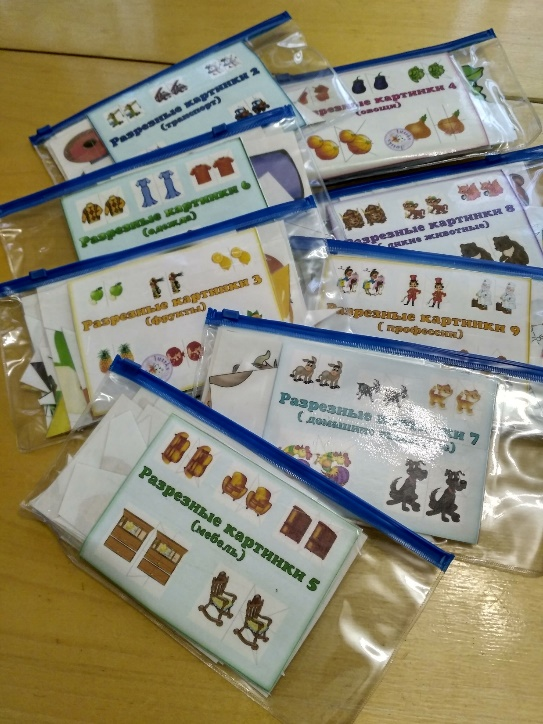 Разрезные картинки 2
(транспорт)
Разрезные картинки 4
(овощи)
Разрезные картинки 6
(одежда)
Разрезные картинки 8
дикие животные)
Разрезные картинки 3
(фрукты)
Разрезные картинки 9
( профессии)
Разрезные картинки 7
( домашние
Разрезные картинки 5
(мебель)